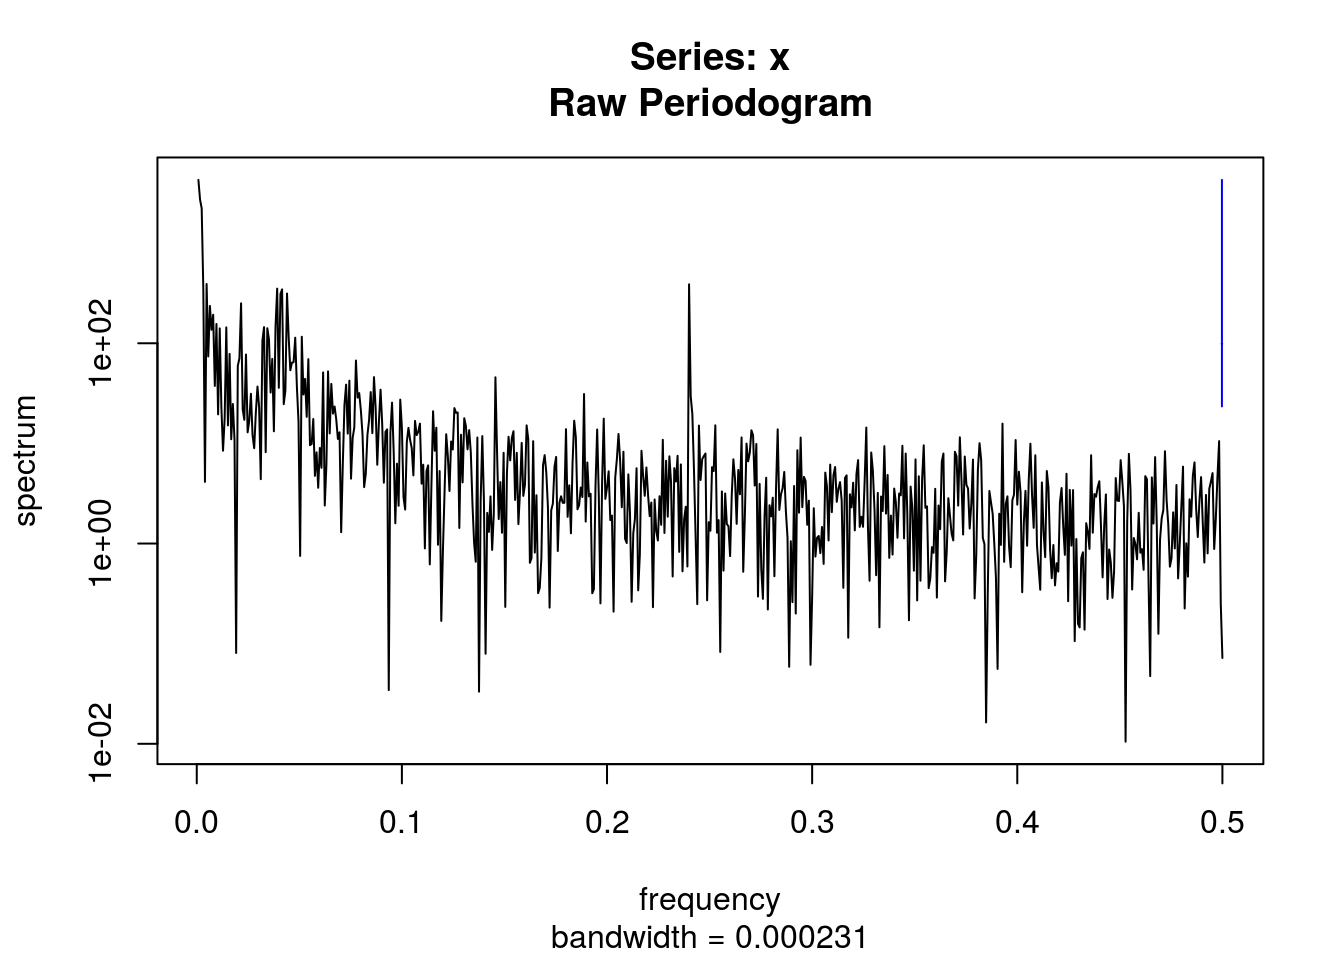 Series: x
Raw Periodogram
spectrum
1e+02
1e+00
1e-02
0.0 0.1 0.2 0.3 0.4 0.5
frequency
bandwidth = 0.000231